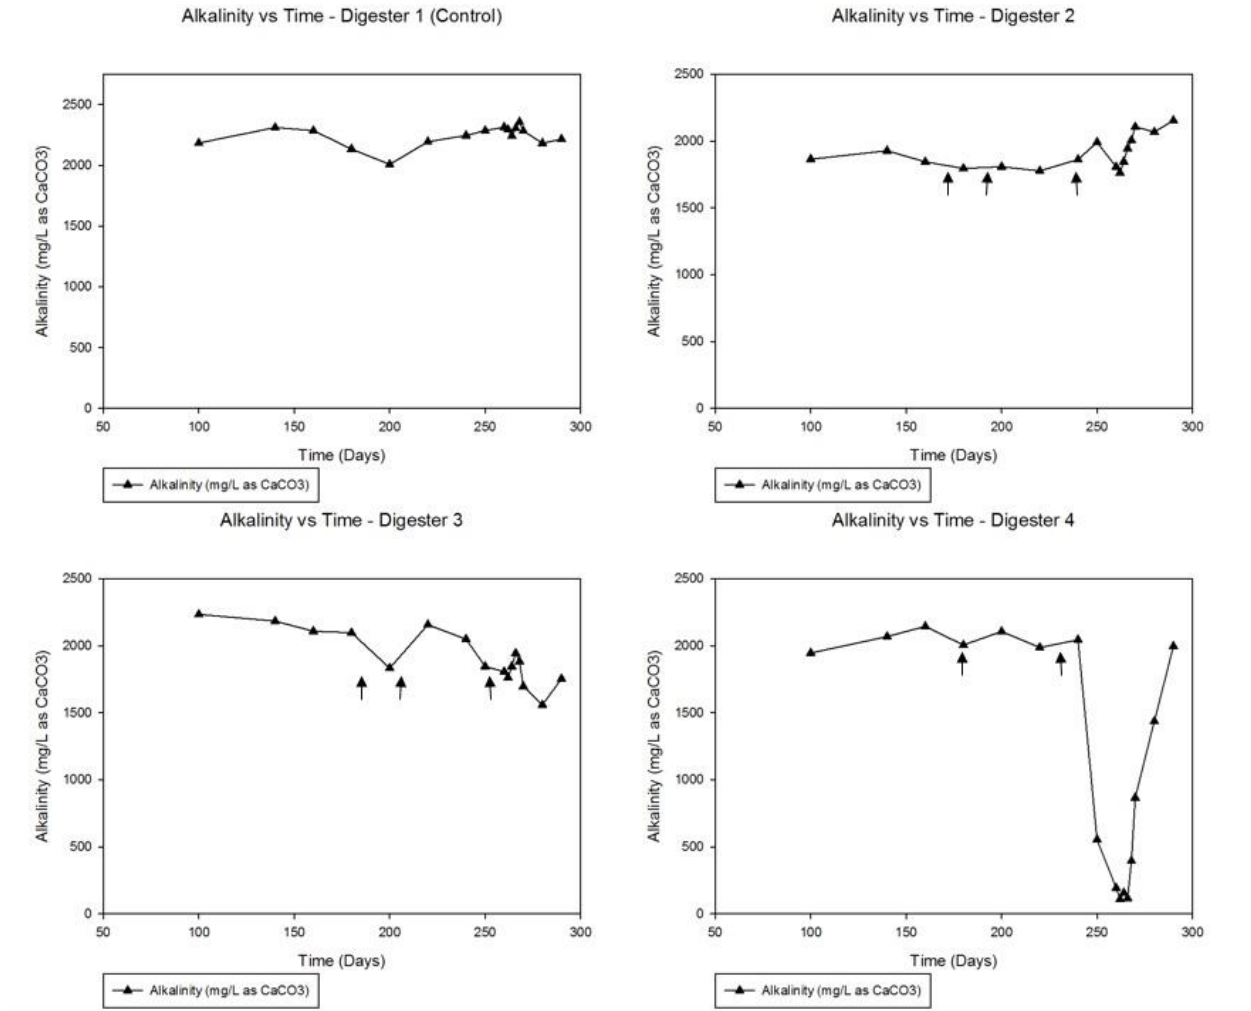 Alkalinity vs Time - Digester 1 (Control)
Alkalinity (mg/L as CaCO3)
2500
2000
1500
1000
500
0
50 100 150 200 250 300
Time (Days)
Alkalinity (mg/L as CaCO3)
Alkalinity vs Time - Digester 2
Alkalinity (mg/L as CaCO3)
2500
2000
1500
1000
500
0
50 100 150 200 250 300
Time (Days)
Alkalinity (mg/L as CaCO3)
Alkalinity vs Time - Digester 3
Alkalinity (mg/L as CaCO3)
2500
2000
1500
1000
500
0
50 100 150 200 250 300
Time (Days)
Alkalinity (mg/L as CaCO3)
Alkalinity vs Time - Digester 4
Alkalinity (mg/L as CaCO3)
2500
2000
1500
1000
500
0
50 100 150 200 250 300
Time (Days)
Alkalinity (mg/L as CaCO3)